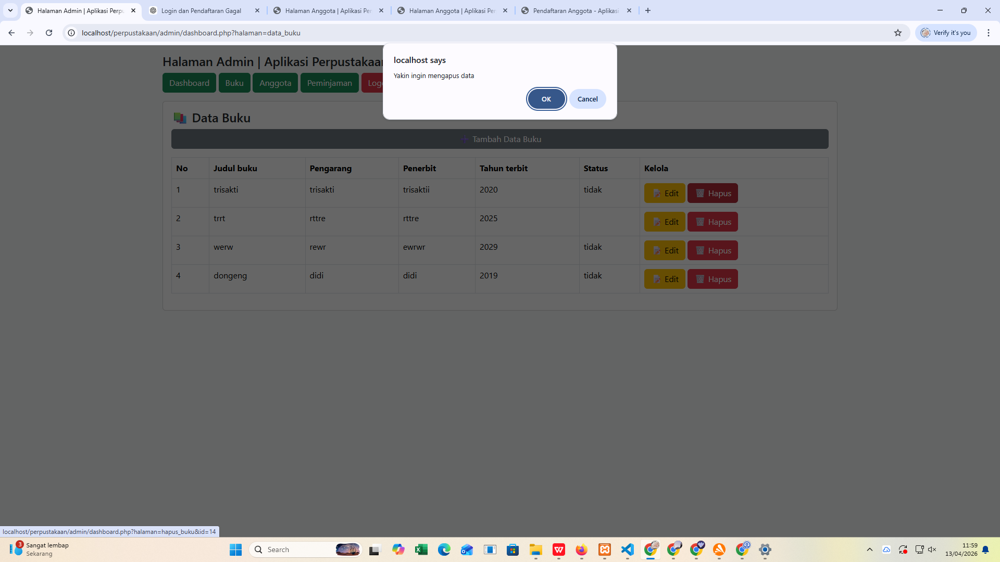 Halaman Admin | Aplikasi Perpu
Login dan Pendaftaran Gagal
Halaman Anggota | Aplikasi Per
Halaman Anggota | Aplikasi Per
Pendaftaran Anggota - Aplikasi
localhost/perpustakaan/admin/dashboard.php?halaman=data_buku
Verify it's you
localhost says
Yakin ingin mengapus data
OK
Cancel
Halaman Admin | Aplikasi Perpustakaan
Dashboard
Buku
Anggota
Peminjaman
Logo
Data Buku
Tambah Data Buku
No Judul buku Pengarang Penerbit Tahun terbit Status Kelola
1 trisakti trisakti trisaktii 2020 tidak Edit Hapus
2 trrt rttre rttre 2025 Edit Hapus
3 werw rewr ewrwr 2029 tidak Edit Hapus
4 dongeng didi didi 2019 tidak Edit Hapus
localhost/perpustakaan/admin/dashboard.php?halaman=hapus_buku&id=14
3
Sangat lembap
Sekarang
Search
11:59
13/04/2026